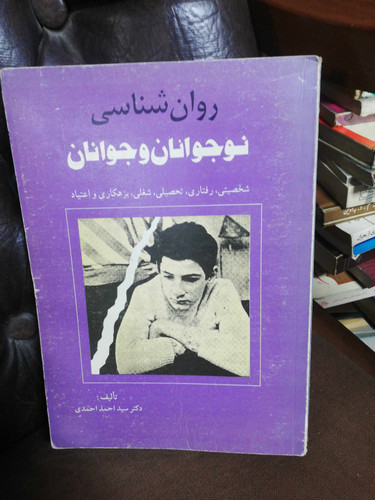 روان شناسی
نوجوانان و جوانان
شخصیتی، رفتاری، تحصیلی، شغلی، بزهکاری و اعتیاد
تألیف:
دکتر سید احمد احمدی